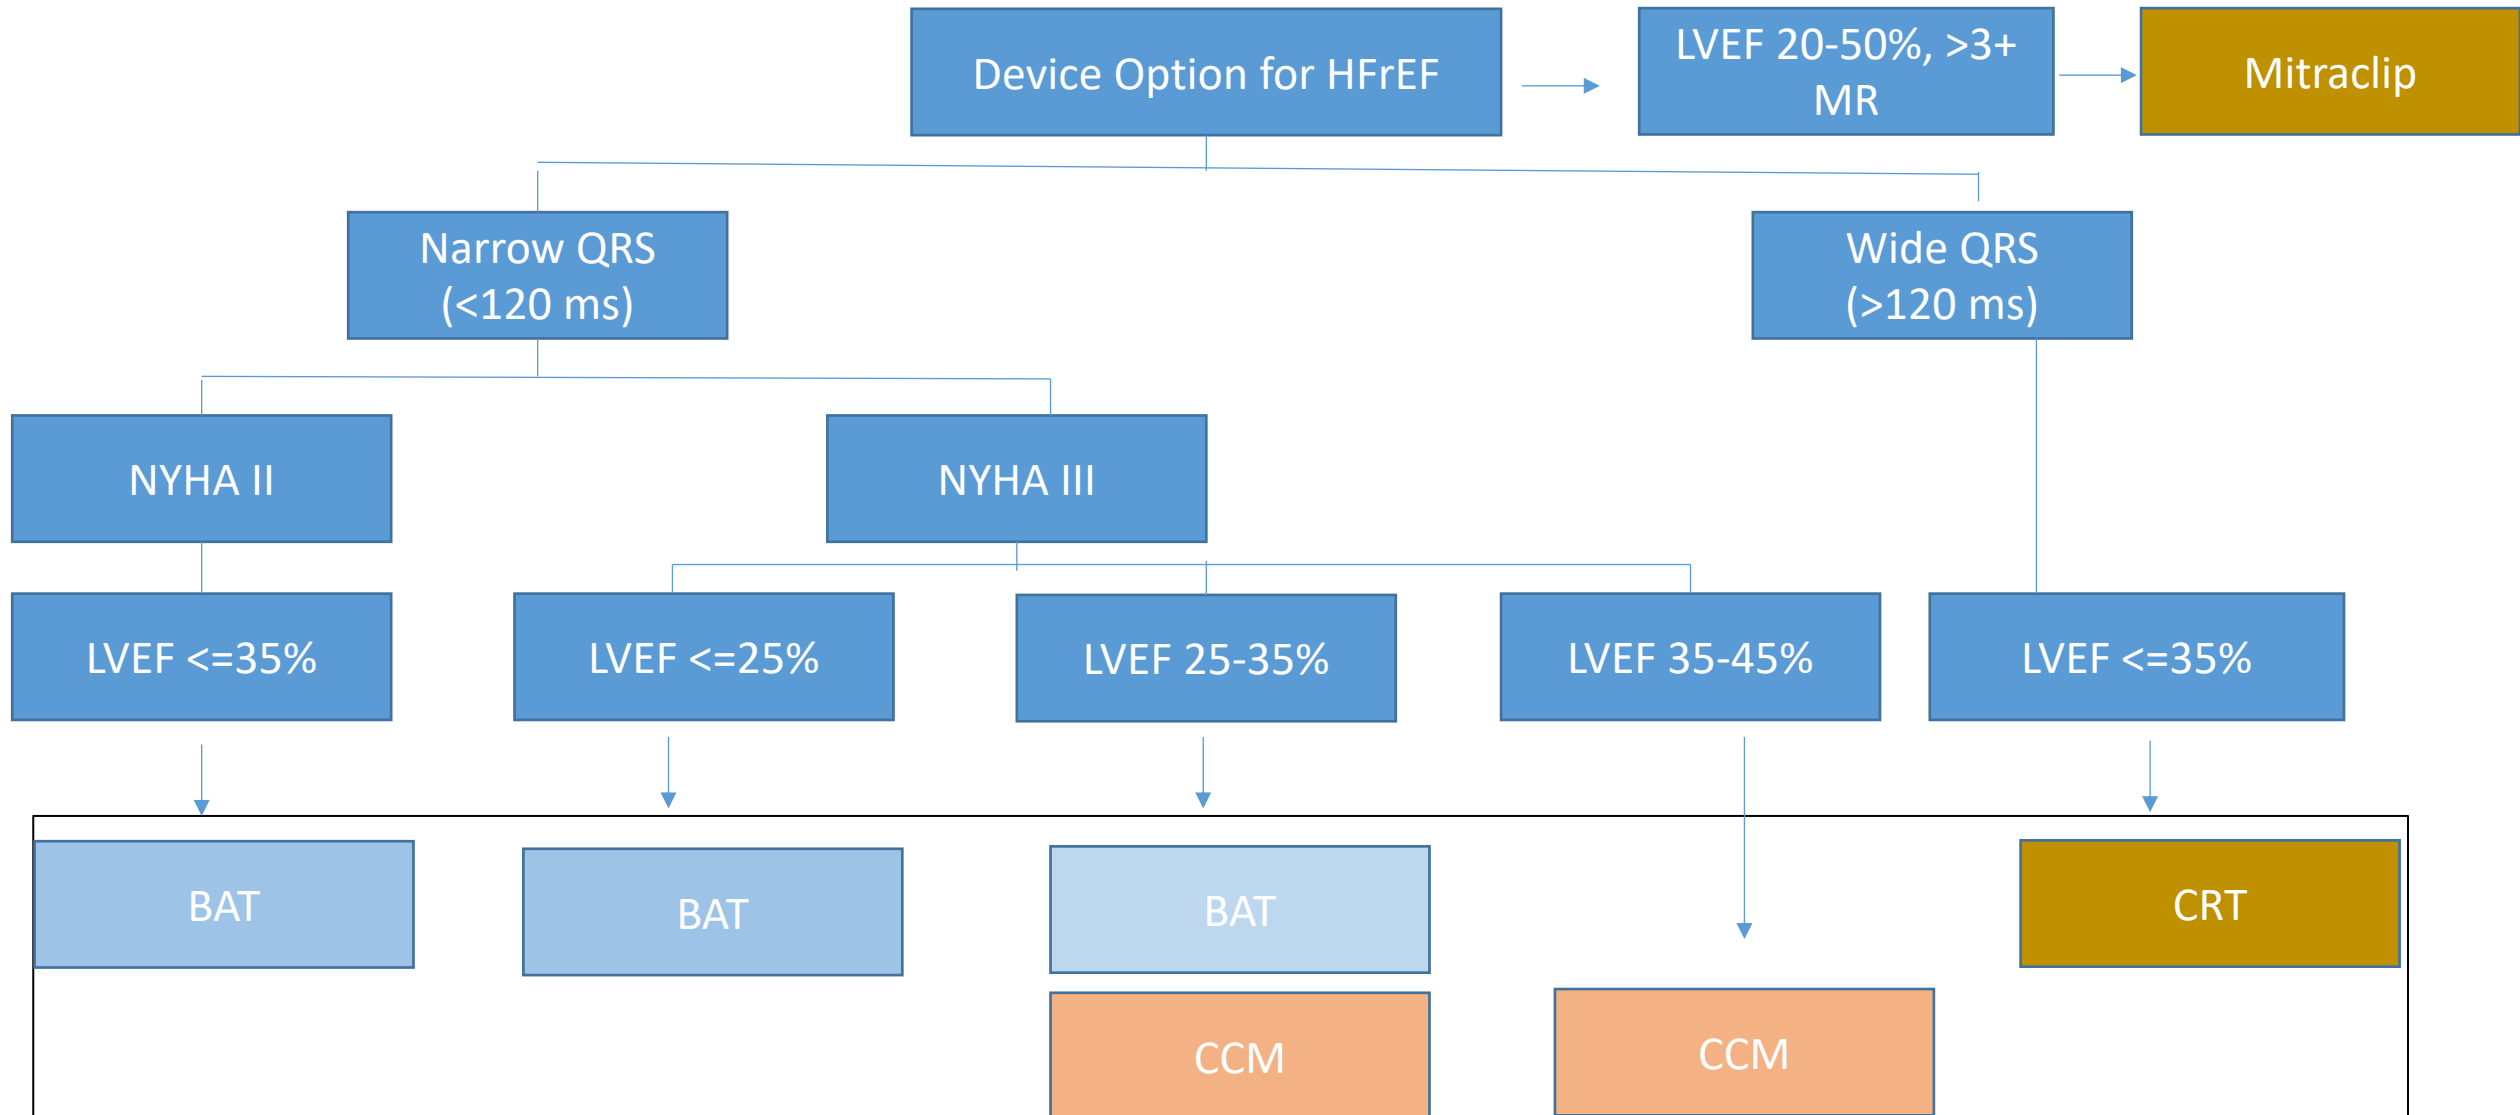 Device Option for HFrEF
LVEF 20-50%, >3+
MR
Mitraclip
Narrow QRS
(<120 ms)
Wide QRS
(>120 ms)
NYHA II
NYHA III
LVEF <=35%
LVEF <=25%
LVEF 25-35%
LVEF 35-45%
LVEF <=35%
BAT
BAT
BAT
CRT
CCM
CCM